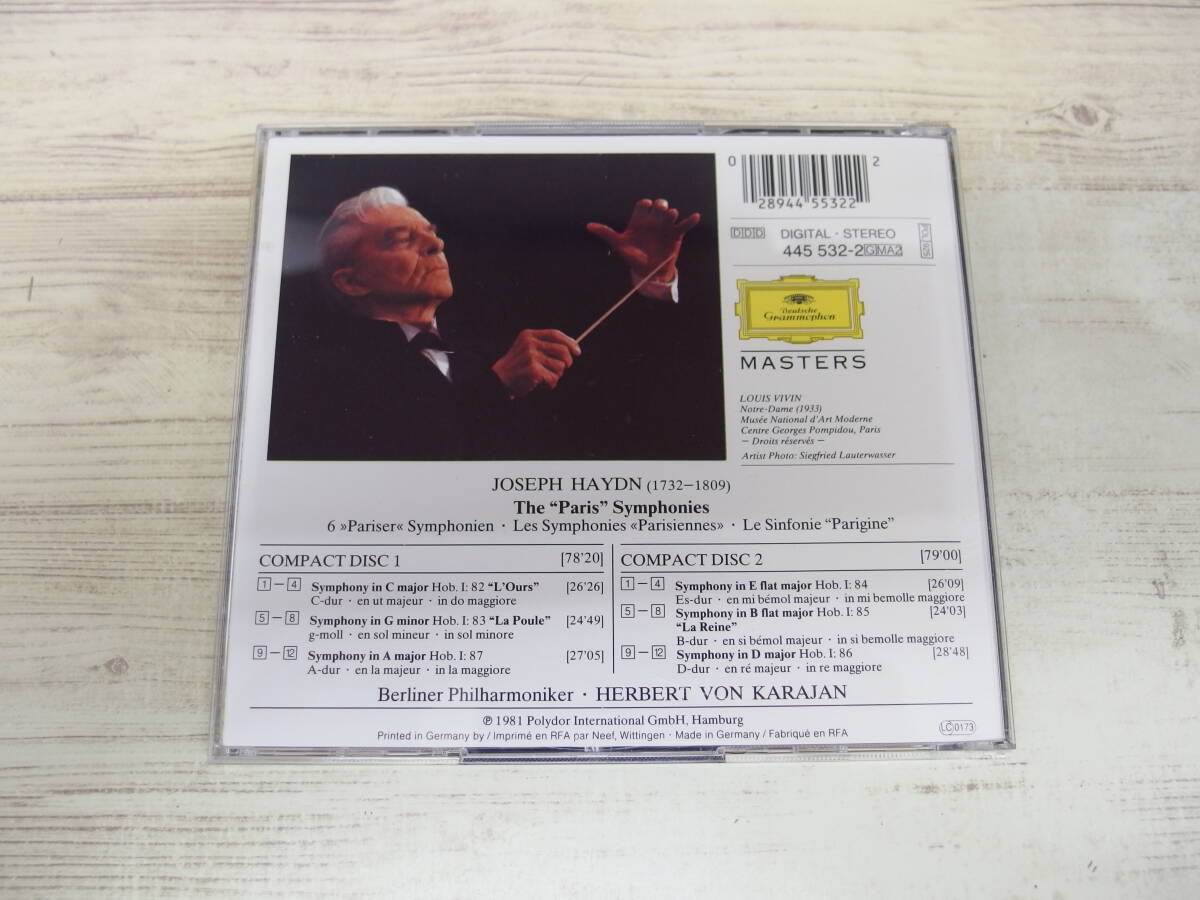 0
28944 55322
2
DDD
DIGITAL · STEREO
445 532-2 GMA2
POL 925
Deutsche
Grammophon
MASTERS
LOUIS VIVIN
Notre-Dame (1933)
Musée National d'Art Moderne
Centre Georges Pompidou, Paris
– Droits réservés –
Artist Photo: Siegfried Lauterwasser
JOSEPH HAYDN (1732–1809)
The “Paris” Symphonies
6 »Pariser« Symphonien · Les Symphonies «Parisiennes» · Le Sinfonie “Parigine”
COMPACT DISC 1 [78'20]
1 – 4 Symphony in C major Hob. I: 82 “L'Ours” [26'26]
C-dur · en ut majeur · in do maggiore
5 – 8 Symphony in G minor Hob. I: 83 “La Poule” [24'49]
g-moll · en sol mineur · in sol minore
9 – 12 Symphony in A major Hob. I: 87 [27'05]
A-dur · en la majeur · in la maggiore
COMPACT DISC 2 [79'00]
1 – 4 Symphony in E flat major Hob. I: 84 [26'09]
Es-dur · en mi bémol majeur · in mi bemolle maggiore
5 – 8 Symphony in B flat major Hob. I: 85 [24'03]
“La Reine”
B-dur · en si bémol majeur · in si bemolle maggiore
9 – 12 Symphony in D major Hob. I: 86 [28'48]
D-dur · en ré majeur · in re maggiore
Berliner Philharmoniker · HERBERT VON KARAJAN
℗ 1981 Polydor International GmbH, Hamburg
Printed in Germany by / Imprimé en RFA par Neef, Wittingen · Made in Germany / Fabriqué en RFA
LC 0173